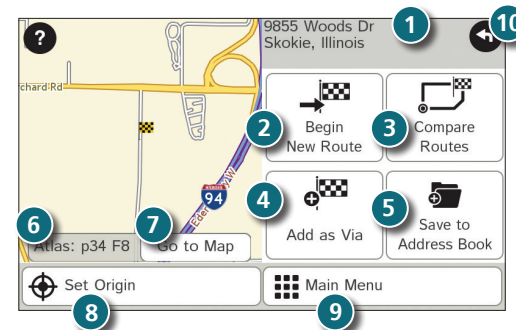 9855 Woods Dr
Skokie, Illinois
1
10
?
chard Rd
2
Begin
New Route
3
Compare
Routes
94
Eder
y W
4
Add as Via
5
Save to
Address Book
6
Atlas: p34 F8
7
Go to Map
Set Origin
8
Main Menu
9